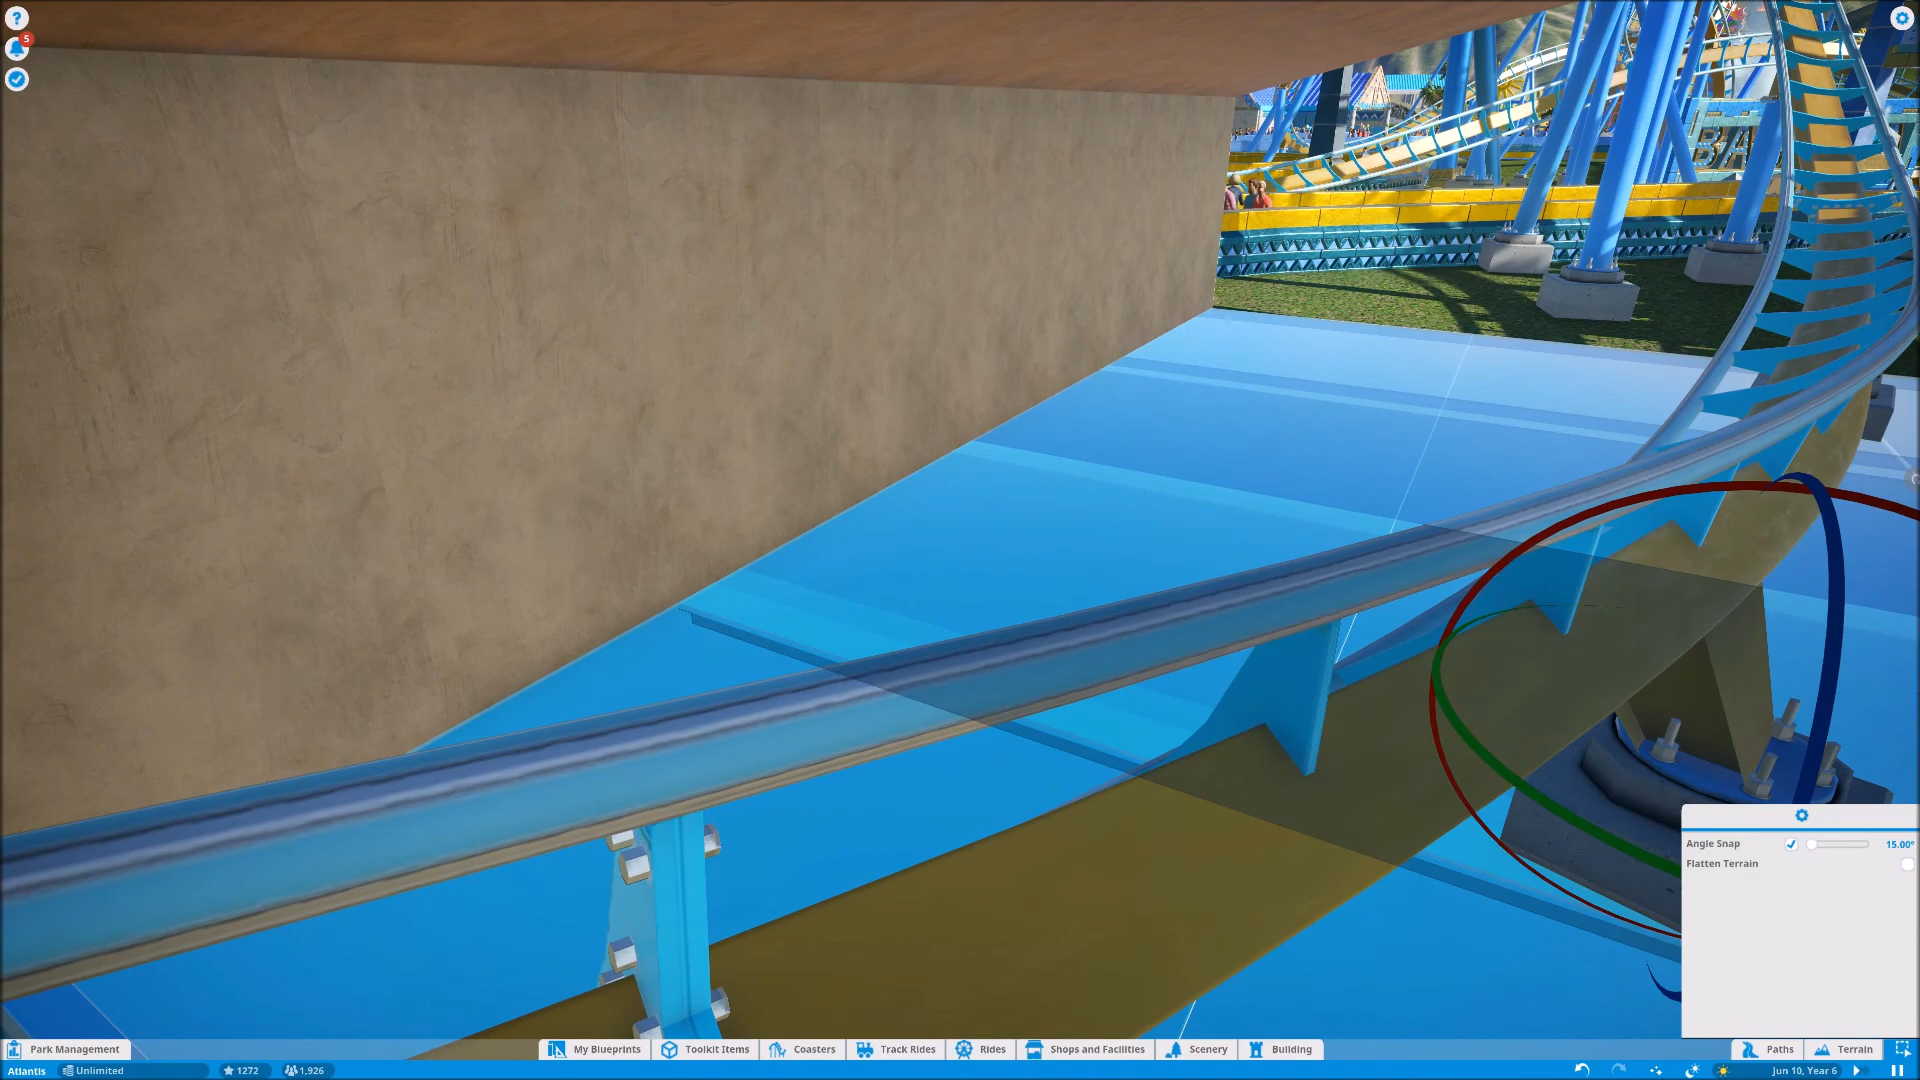 ?
5
BA
Angle Snap 15.00°
Flatten Terrain
Park Management My Blueprints Toolkit Items Coasters Track Rides Rides Shops and Facilities Scenery Building Paths Terrain
Atlantis Unlimited 1272 1,926 Jun 10, Year 6